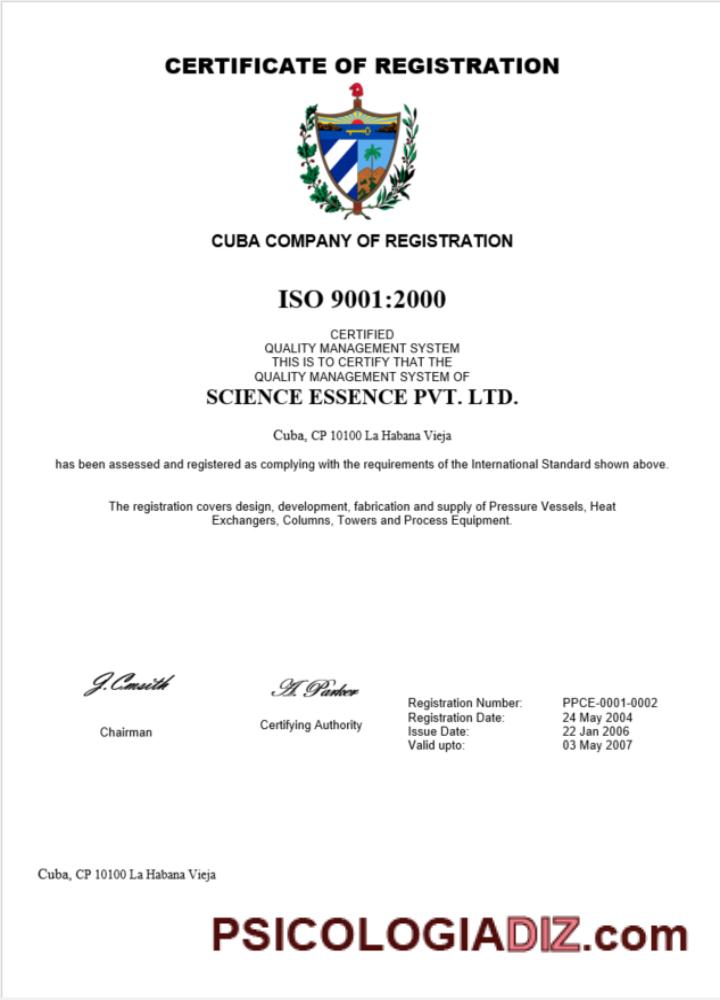 CERTIFICATE OF REGISTRATION
CUBA COMPANY OF REGISTRATION
ISO 9001:2000
CERTIFIED
QUALITY MANAGEMENT SYSTEM
THIS IS TO CERTIFY THAT THE
QUALITY MANAGEMENT SYSTEM OF
SCIENCE ESSENCE PVT. LTD.
Cuba, CP 10100 La Habana Vieja
has been assessed and registered as complying with the requirements of the International Standard shown above.
The registration covers design, development, fabrication and supply of Pressure Vessels, Heat
Exchangers, Columns, Towers and Process Equipment.
J.Cmsith
Chairman
A. Parker
Certifying Authority
Registration Number: PPCE-0001-0002
Registration Date: 24 May 2004
Issue Date: 22 Jan 2006
Valid upto: 03 May 2007
Cuba, CP 10100 La Habana Vieja
PSICOLOGIADIZ.com